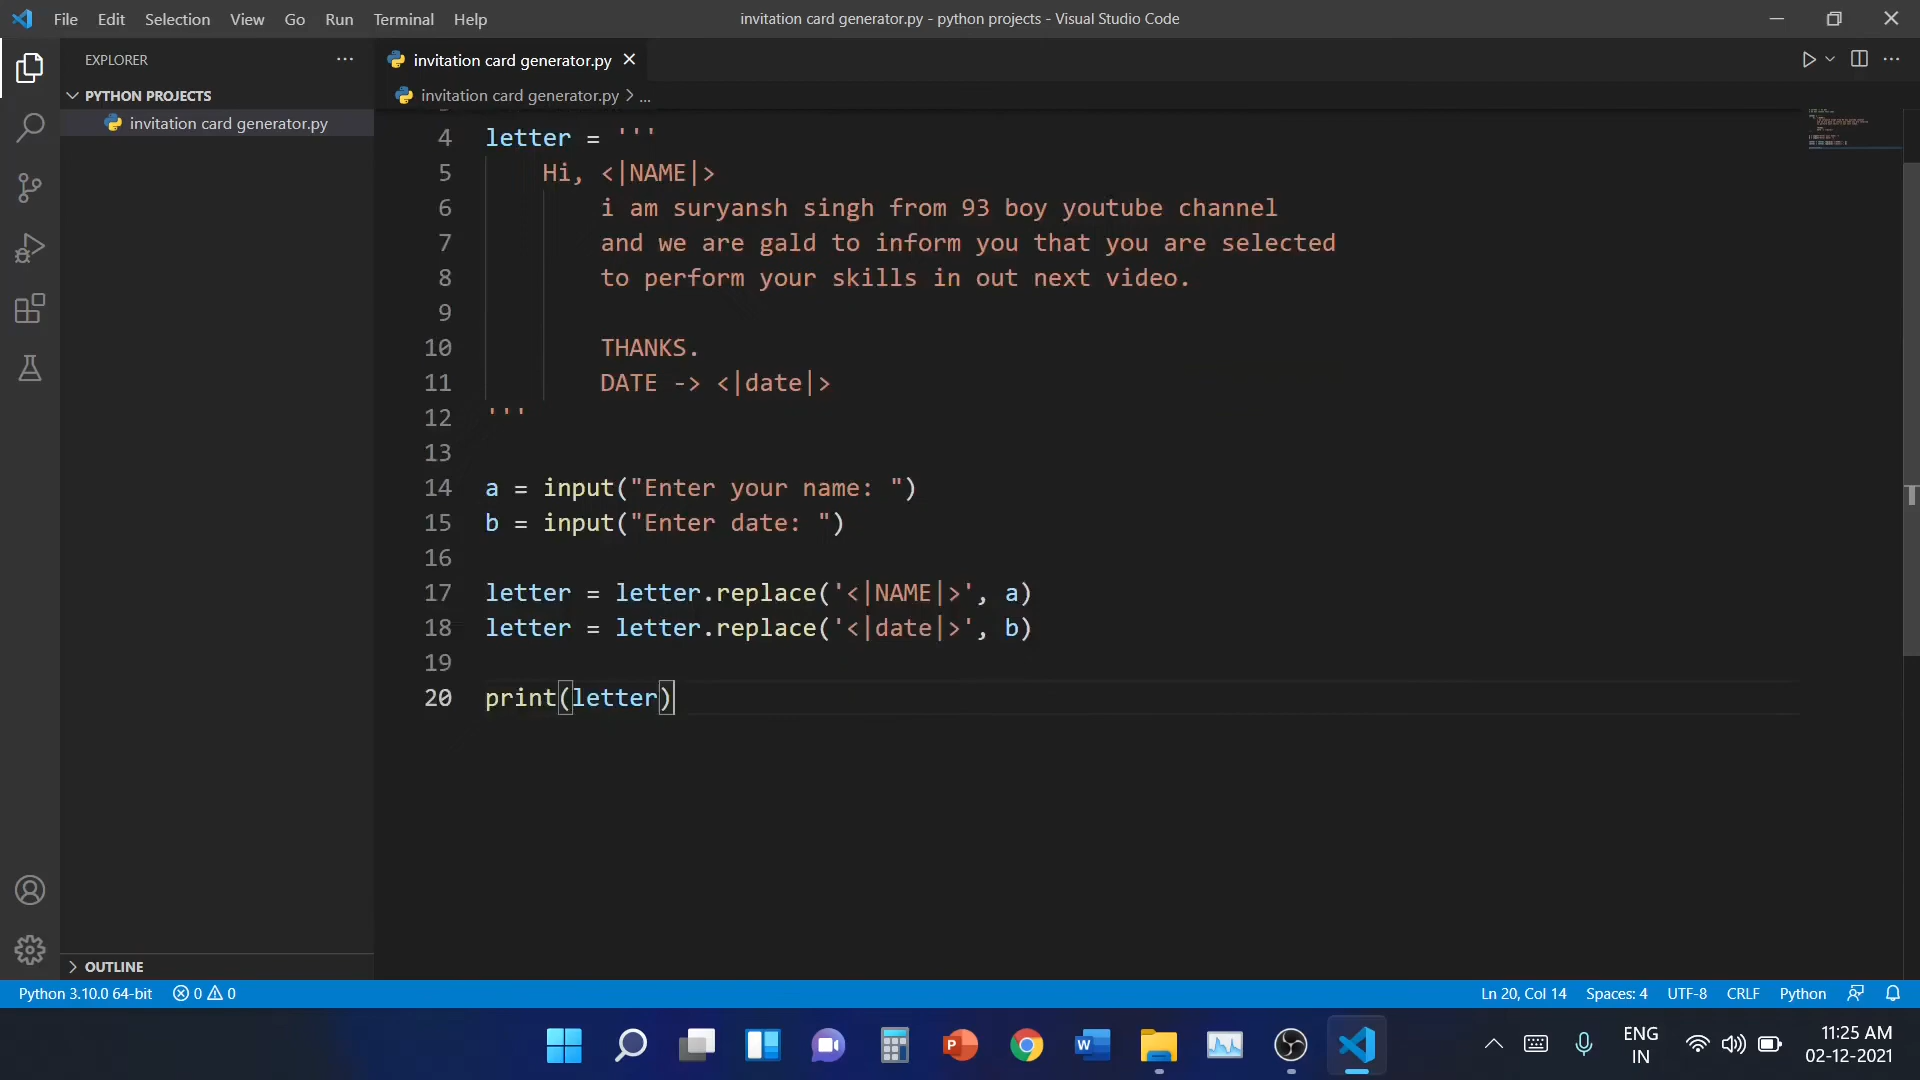 File Edit Selection View Go Run Terminal Help
invitation card generator.py - python projects - Visual Studio Code
EXPLORER
PYTHON PROJECTS
invitation card generator.py
invitation card generator.py
invitation card generator.py > ...
4 letter = '''
5 Hi, <|NAME|>
6 i am suryansh singh from 93 boy youtube channel
7 and we are gald to inform you that you are selected
8 to perform your skills in out next video.
9
10 THANKS.
11 DATE -> <|date|>
12 '''
13
14 a = input("Enter your name: ")
15 b = input("Enter date: ")
16
17 letter = letter.replace('<|NAME|>', a)
18 letter = letter.replace('<|date|>', b)
19
20 print(letter)
OUTLINE
Python 3.10.0 64-bit 0 0
Ln 20, Col 14 Spaces: 4 UTF-8 CRLF Python
ENG
IN
11:25 AM
02-12-2021